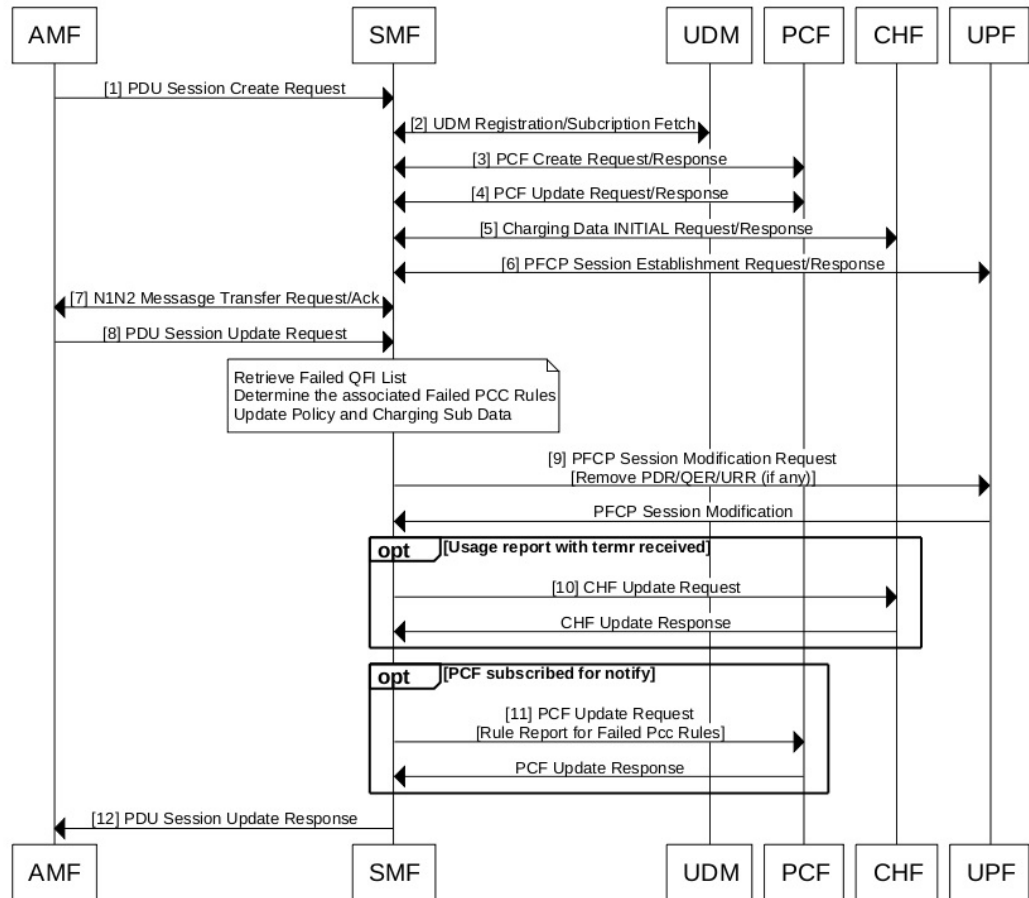 AMF SMF UDM PCF CHF UPF
[1] PDU Session Create Request
[2] UDM Registration/Subcription Fetch
[3] PCF Create Request/Response
[4] PCF Update Request/Response
[5] Charging Data INITIAL Request/Response
[6] PFCP Session Establishment Request/Response
[7] N1N2 Messasge Transfer Request/Ack
[8] PDU Session Update Request
Retrieve Failed QFI List
Determine the associated Failed PCC Rules
Update Policy and Charging Sub Data
[9] PFCP Session Modification Request
[Remove PDR/QER/URR (if any)]
PFCP Session Modification
opt [Usage report with termr received]
[10] CHF Update Request
CHF Update Response
opt [PCF subscribed for notify]
[11] PCF Update Request
[Rule Report for Failed Pcc Rules]
PCF Update Response
[12] PDU Session Update Response
AMF SMF UDM PCF CHF UPF